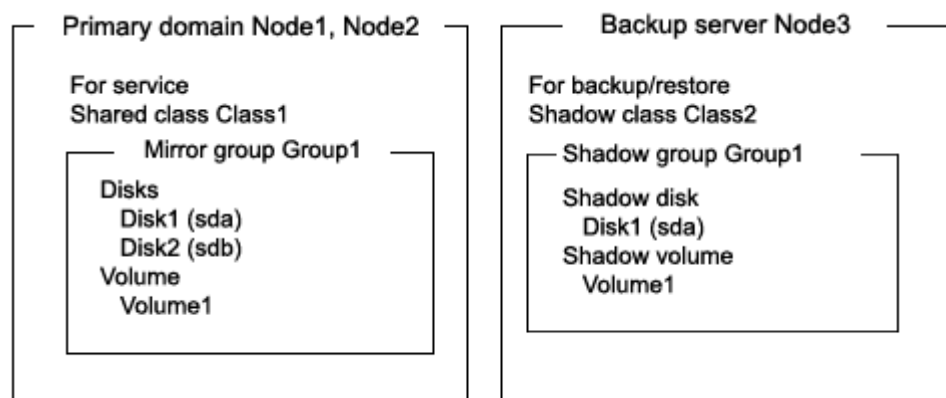 Primary domain Node1, Node2
For service
Shared class Class1
Mirror group Group1
Disks
Disk1 (sda)
Disk2 (sdb)
Volume
Volume1
Backup server Node3
For backup/restore
Shadow class Class2
Shadow group Group1
Shadow disk
Disk1 (sda)
Shadow volume
Volume1